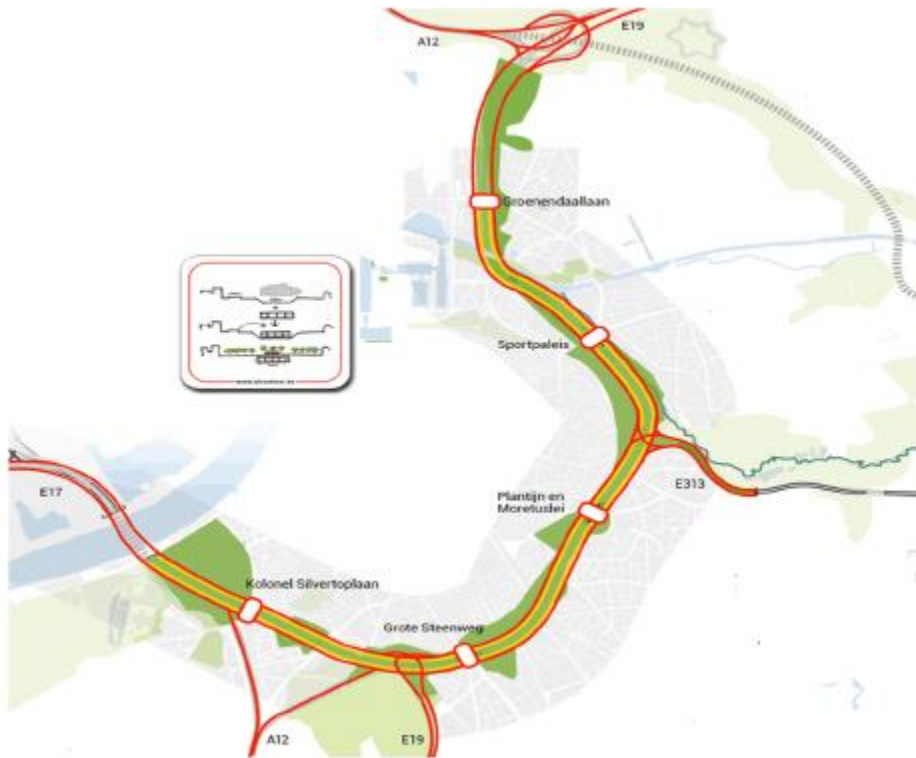 A12
E19
Groenendaallaan
Sportpaleis
E313
E17
Plantijn en
Moretuslei
Kolonel Silvertoplaan
Grote Steenweg
A12
E19